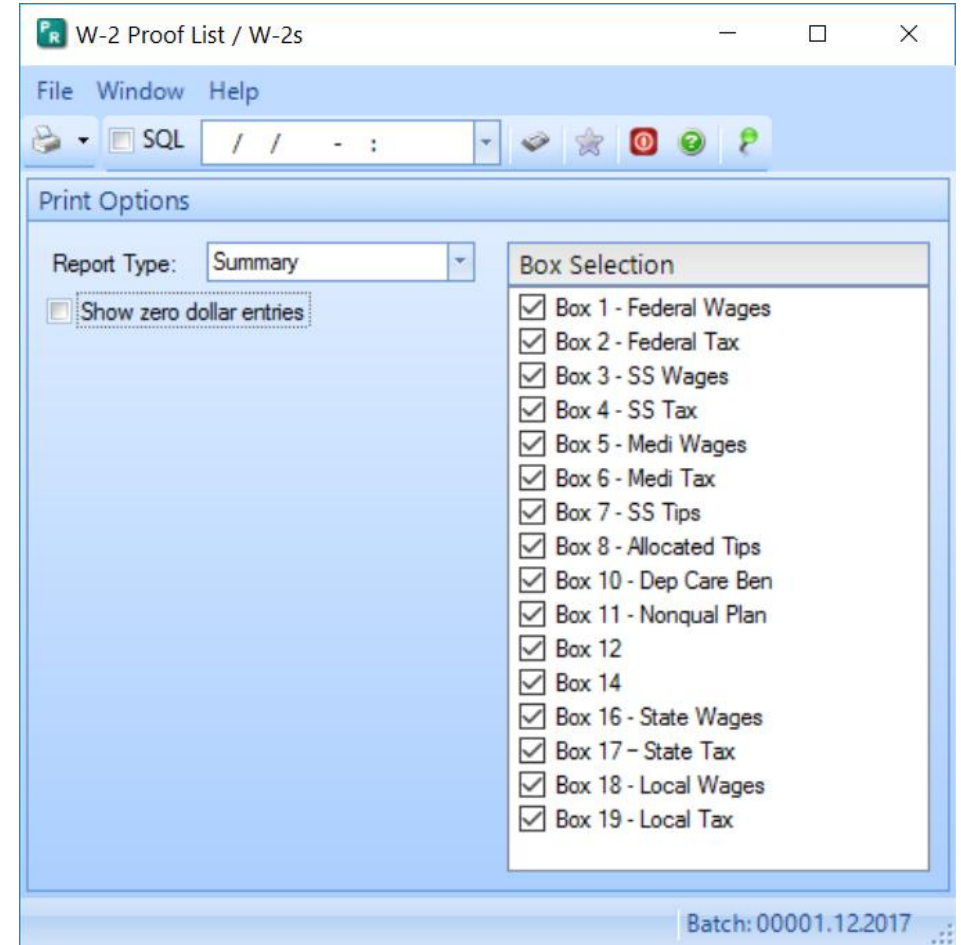 PR W-2 Proof List / W-2s
File Window Help
SQL / / - :
Print Options
Report Type: Summary
Show zero dollar entries
Box Selection
Box 1 - Federal Wages
Box 2 - Federal Tax
Box 3 - SS Wages
Box 4 - SS Tax
Box 5 - Medi Wages
Box 6 - Medi Tax
Box 7 - SS Tips
Box 8 - Allocated Tips
Box 10 - Dep Care Ben
Box 11 - Nonqual Plan
Box 12
Box 14
Box 16 - State Wages
Box 17 – State Tax
Box 18 - Local Wages
Box 19 - Local Tax
Batch: 00001.12.2017